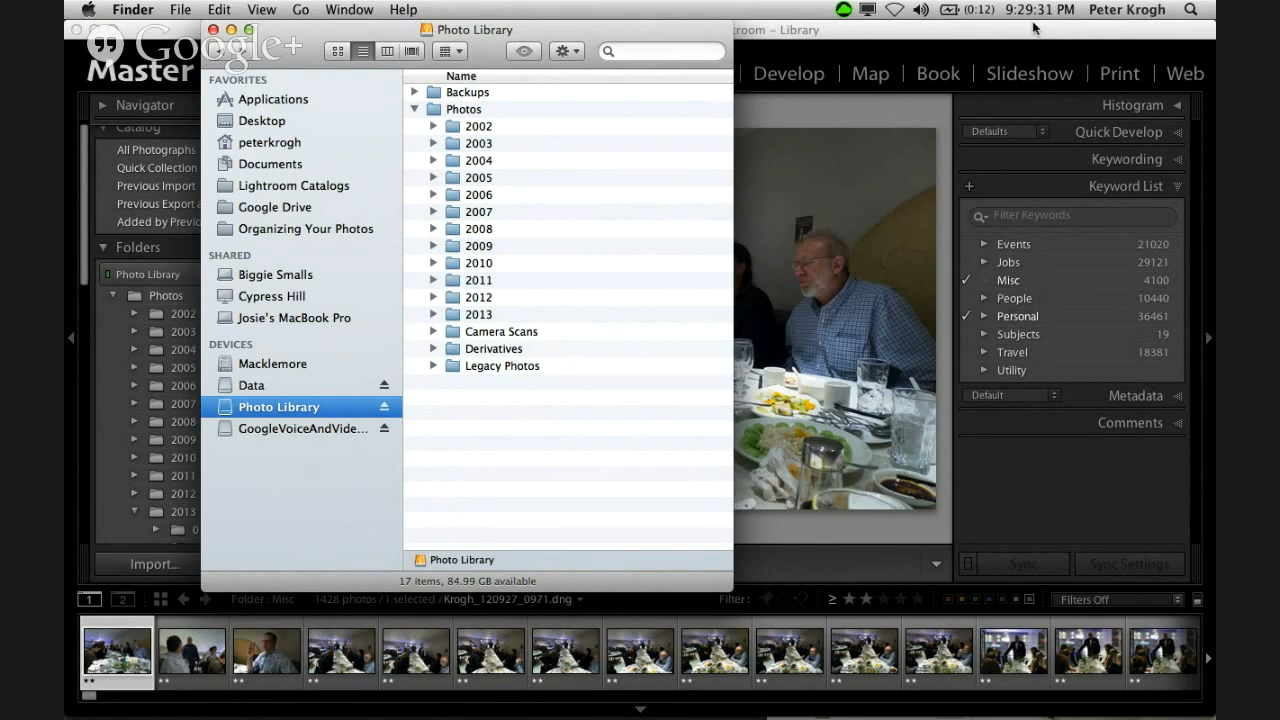 Finder File Edit View Go Window Help (0:12) 9:29:31 PM Peter Krogh
Photo Library
room – Library
Google+
Master
Develop Map Book Slideshow Print Web
Navigator
Catalog
All Photographs
Quick Collection
Previous Import
Previous Export a
Added by Previo
Folders
Photo Library
Photos
2002
2003
2004
2005
2006
2007
2008
2009
2010
2011
2012
2013
0
Import...
FAVORITES
Applications
Desktop
peterkrogh
Documents
Lightroom Catalogs
Google Drive
Organizing Your Photos
SHARED
Biggie Smalls
Cypress Hill
Josie's MacBook Pro
DEVICES
Macklemore
Data
Photo Library
GoogleVoiceAndVide...
Name
Backups
Photos
2002
2003
2004
2005
2006
2007
2008
2009
2010
2011
2012
2013
Camera Scans
Derivatives
Legacy Photos
Photo Library
17 items, 84.99 GB available
Histogram
Defaults Quick Develop
Keywording
Keyword List
Filter Keywords
Events 21020
Jobs 29121
Misc 4100
People 10440
Personal 36461
Subjects 19
Travel 18381
Utility
Default Metadata
Comments
Sync Sync Settings
1 2 Folder : Misc 1428 photos / 1 selected / Krogh_120927_0971.dng Filter : ≥ Filters Off